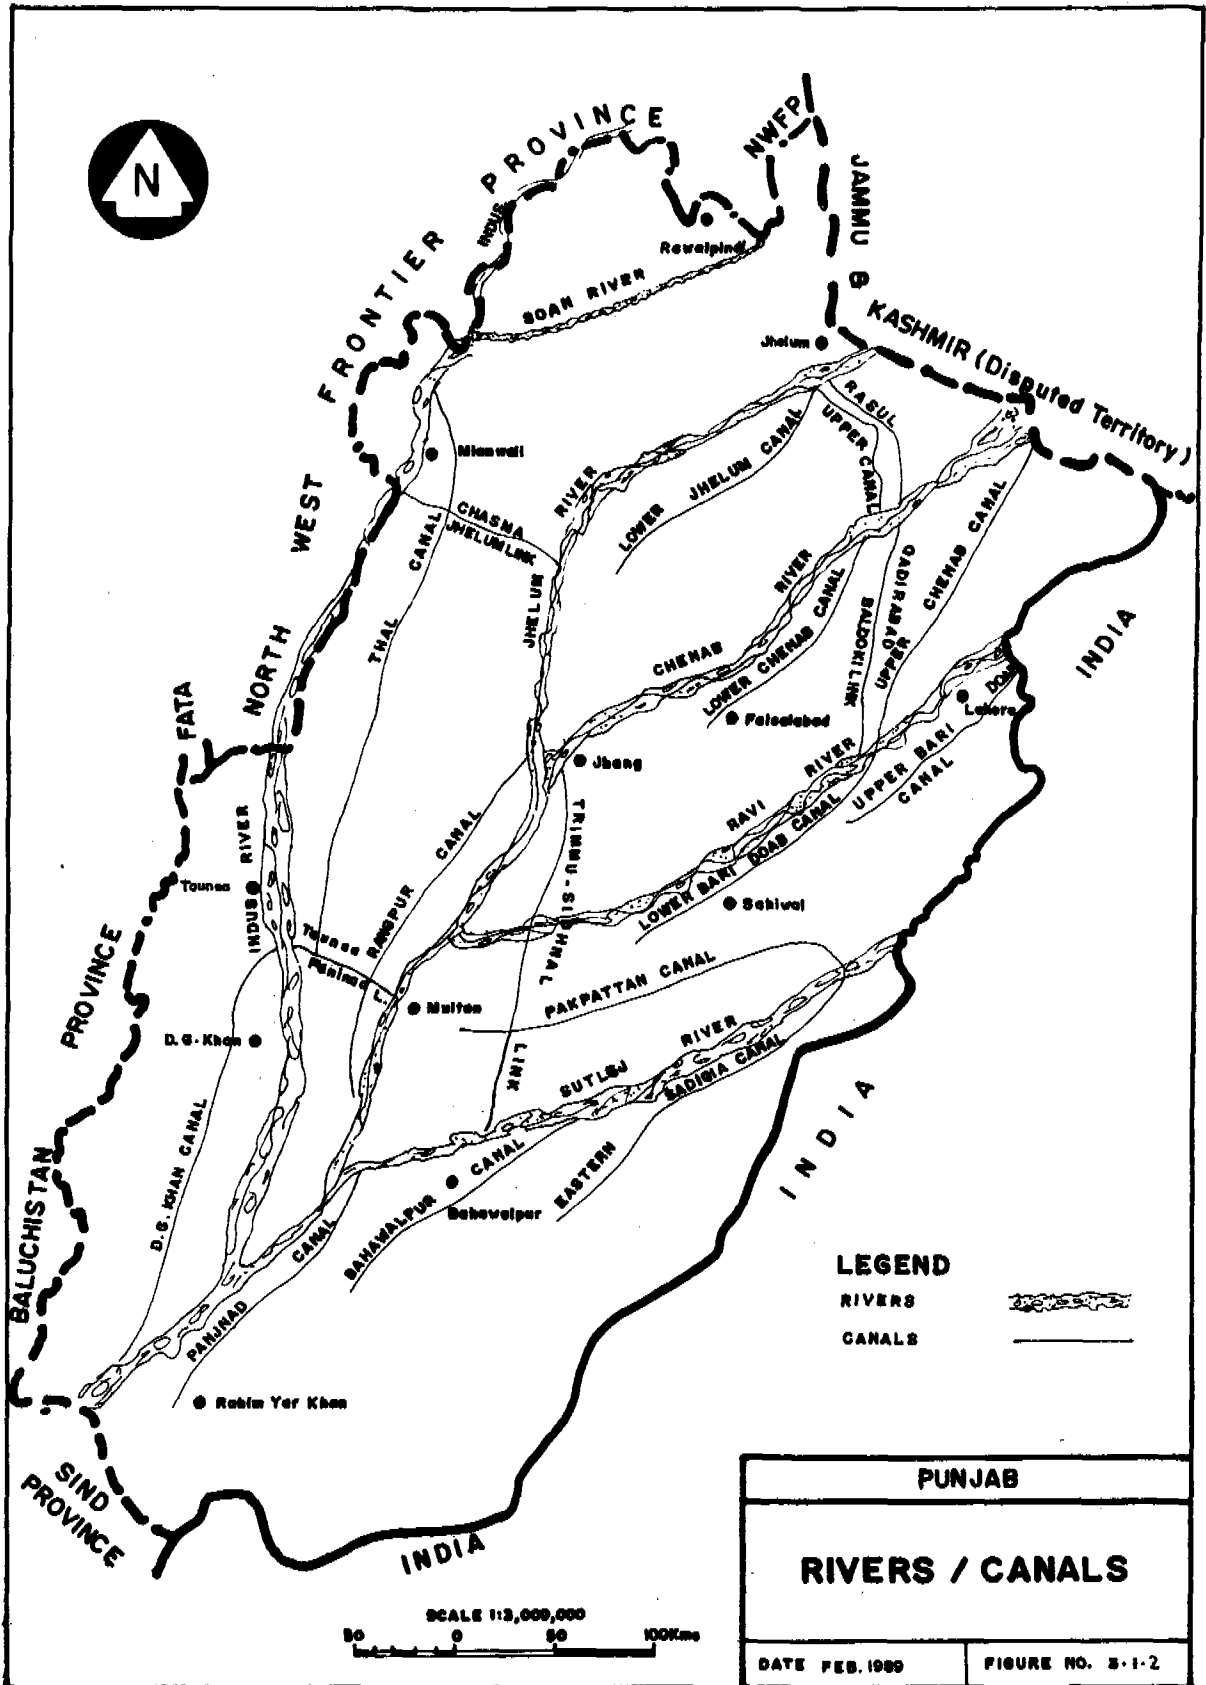 N
NORTH WEST FRONTIER PROVINCE
NWFP
JAMMU & KASHMIR (Disputed Territory)
INDUS
Rawalpindi
SOAN RIVER
Jhelum
RASUL
UPPER CANAL
LOWER JHELUM CANAL
Mianwali
CHASMA
JHELUM LINK
THAL CANAL
JHELUM RIVER
CHENAB RIVER
LOWER CHENAB CANAL
QADIRABAD
BALDOKI LINK
UPPER CHENAB CANAL
INDIA
FATA
Faisalabad
Lahore
DOAB
UPPER BARI
CANAL
Jhang
RAVI RIVER
LOWER BARI DOAB CANAL
RANGPUR CANAL
INDUS RIVER
Taunsa
Taunsa
L.
Sahiwal
LINK
PAKPATTAN CANAL
Multan
D.G. Khan
D.G. KHAN CANAL
SUTLEJ RIVER
EASTERN SADIQIA CANAL
BAHAWALPUR CANAL
Bahawalpur
PANJNAD CANAL
Rahim Yar Khan
BALUCHISTAN PROVINCE
SIND
PROVINCE
INDIA
INDIA
LEGEND
RIVERS
CANALS
SCALE 1:3,000,000
50 0 50 100Kms
PUNJAB
RIVERS / CANALS
DATE FEB. 1989
FIGURE NO. 3.1.2